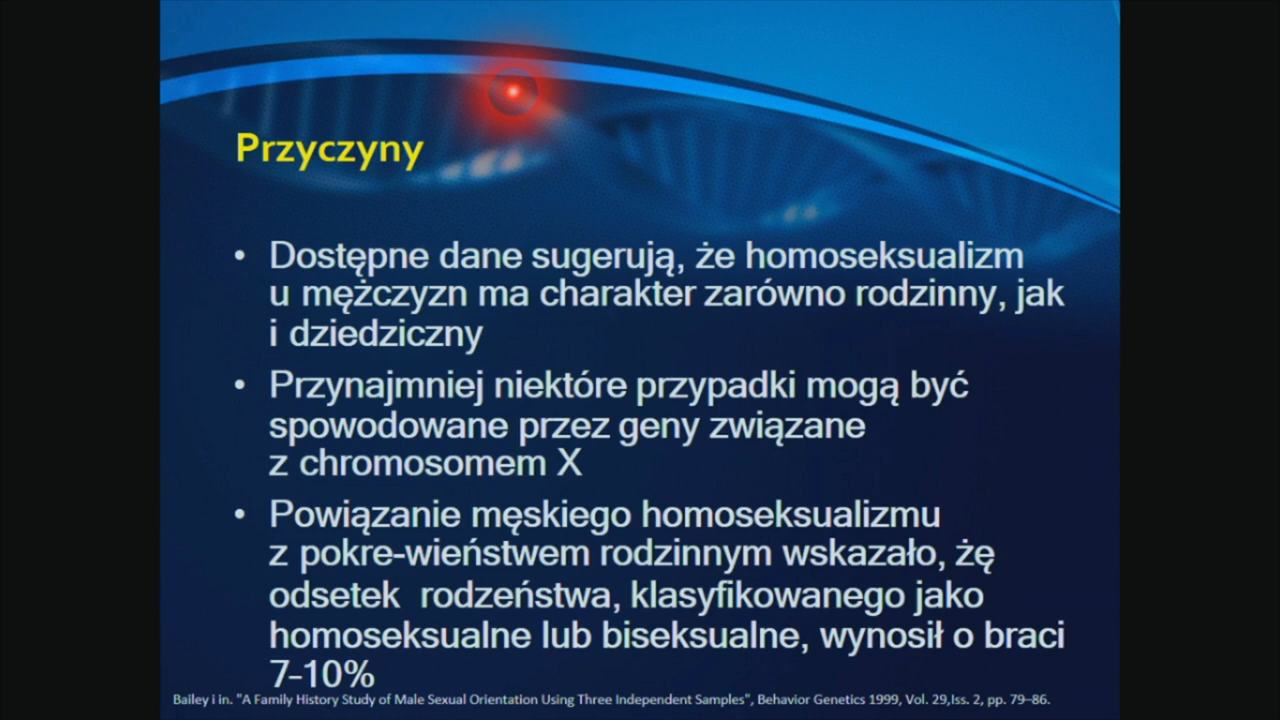 Przyczyny
• Dostępne dane sugerują, że homoseksualizm
u mężczyzn ma charakter zarówno rodzinny, jak
i dziedziczny
• Przynajmniej niektóre przypadki mogą być
spowodowane przez geny związane
z chromosomem X
• Powiązanie męskiego homoseksualizmu
z pokre-wieństwem rodzinnym wskazało, żę
odsetek  rodzeństwa, klasyfikowanego jako
homoseksualne lub biseksualne, wynosił o braci
7–10%
Bailey i in. "A Family History Study of Male Sexual Orientation Using Three Independent Samples", Behavior Genetics 1999, Vol. 29,Iss. 2, pp. 79–86.